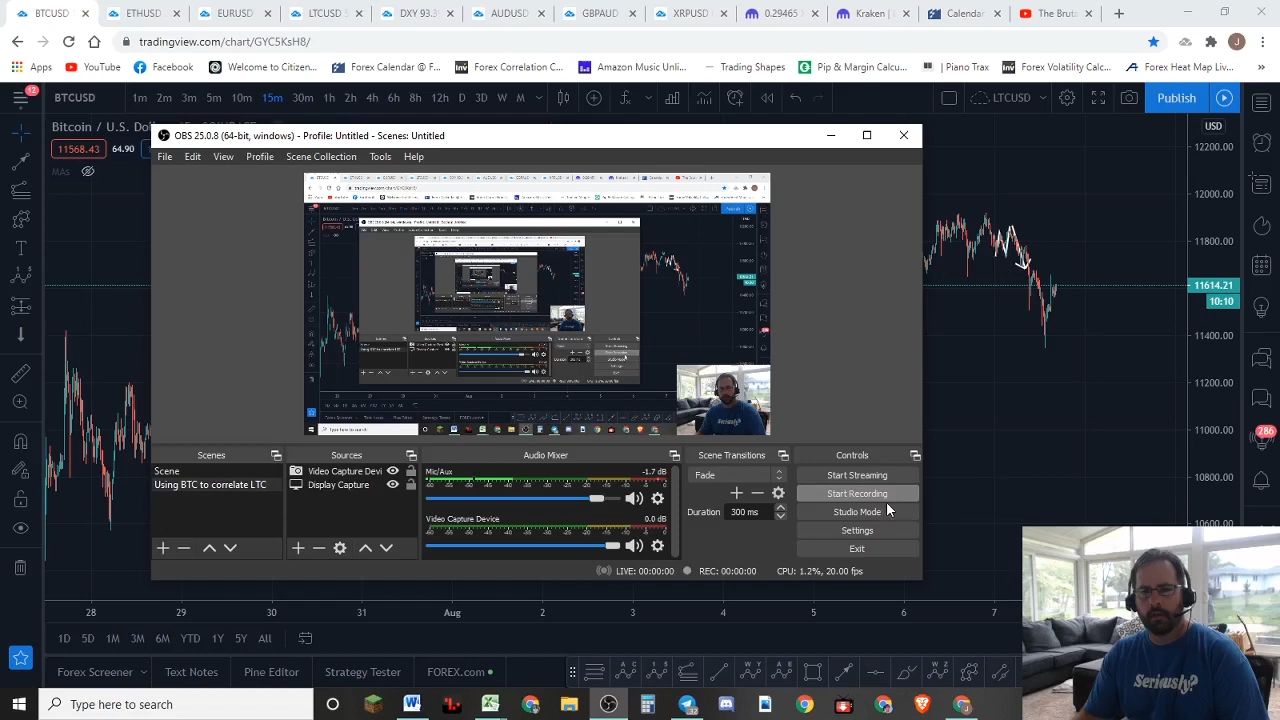 BTCUSD
ETHUSD
EURUSD
LTCUSD
DXY 93.3
AUDUSD
GBPAUD
XRPUSD
0.29465
Kraken |
Calendar
The Bruta
tradingview.com/chart/GYC5KsH8/
J
Apps
YouTube
Facebook
Welcome to Citizen...
Forex Calendar @ F...
Forex Correlation C...
Amazon Music Unli...
Trading Shapes
Pip & Margin Calcu...
Piano Trax
Forex Volatility Calc...
Forex Heat Map Liv...
12
BTCUSD
1m 2m 3m 5m 10m 15m 30m 1h 2h 4h 6h 8h 12h D 3D W M
LTCUSD
Publish
Bitcoin / U.S. Do
11568.43
64.90
MAs
USD
12200.00
12000.00
11800.00
11614.21
10:10
11400.00
11200.00
11000.00
10800.00
10600.00
286
OBS 25.0.8 (64-bit, windows) - Profile: Untitled - Scenes: Untitled
File Edit View Profile Scene Collection Tools Help
Scenes
Scene
Using BTC to correlate LTC
Sources
Video Capture Devi
Display Capture
Audio Mixer
Mic/Aux
-1.7 dB
Video Capture Device
0.0 dB
Scene Transitions
Fade
Duration 300 ms
Controls
Start Streaming
Start Recording
Studio Mode
Settings
Exit
LIVE: 00:00:00
REC: 00:00:00
CPU: 1.2%, 20.00 fps
28 29 30 31 Aug 2 3 4 5 6 7
1D 5D 1M 3M 6M YTD 1Y 5Y All
Forex Screener
Text Notes
Pine Editor
Strategy Tester
FOREX.com
Type here to search
Seriously?